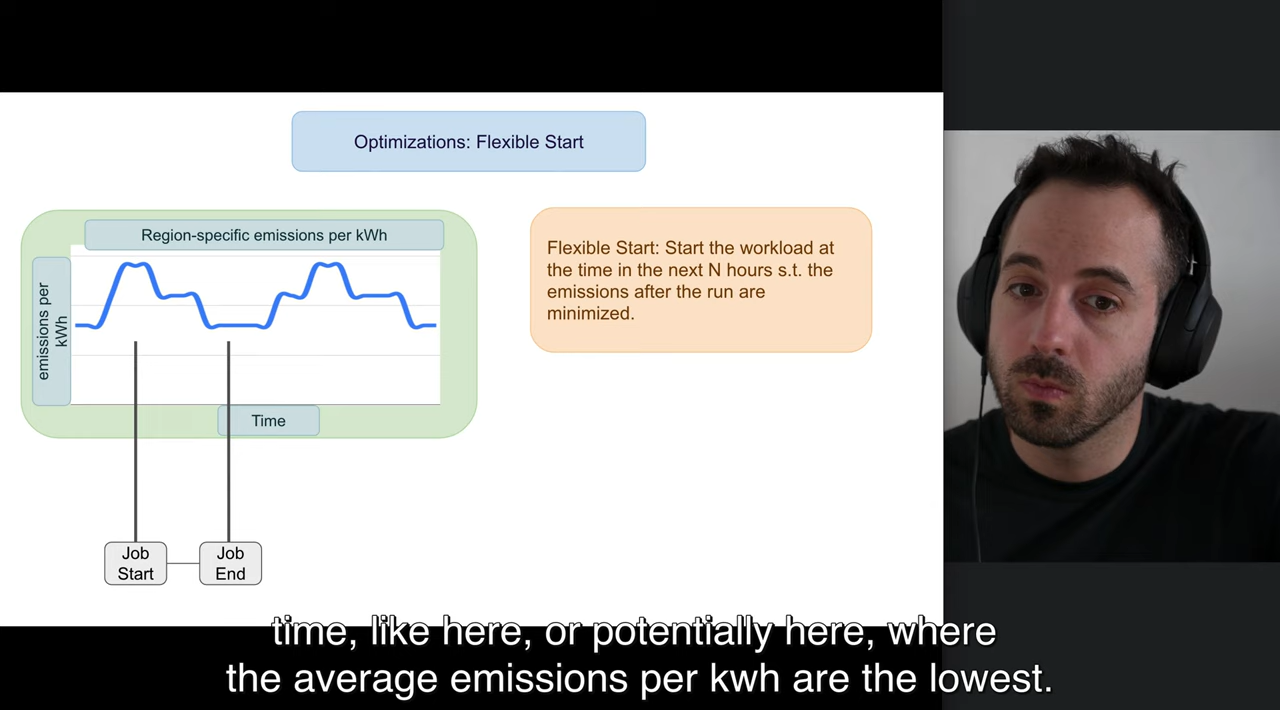 Optimizations: Flexible Start
Region-specific emissions per kWh
emissions per
kWh
Time
Flexible Start: Start the workload at
the time in the next N hours s.t. the
emissions after the run are
minimized.
Job
Start
Job
End
time, like here, or potentially here, where
the average emissions per kwh are the lowest.